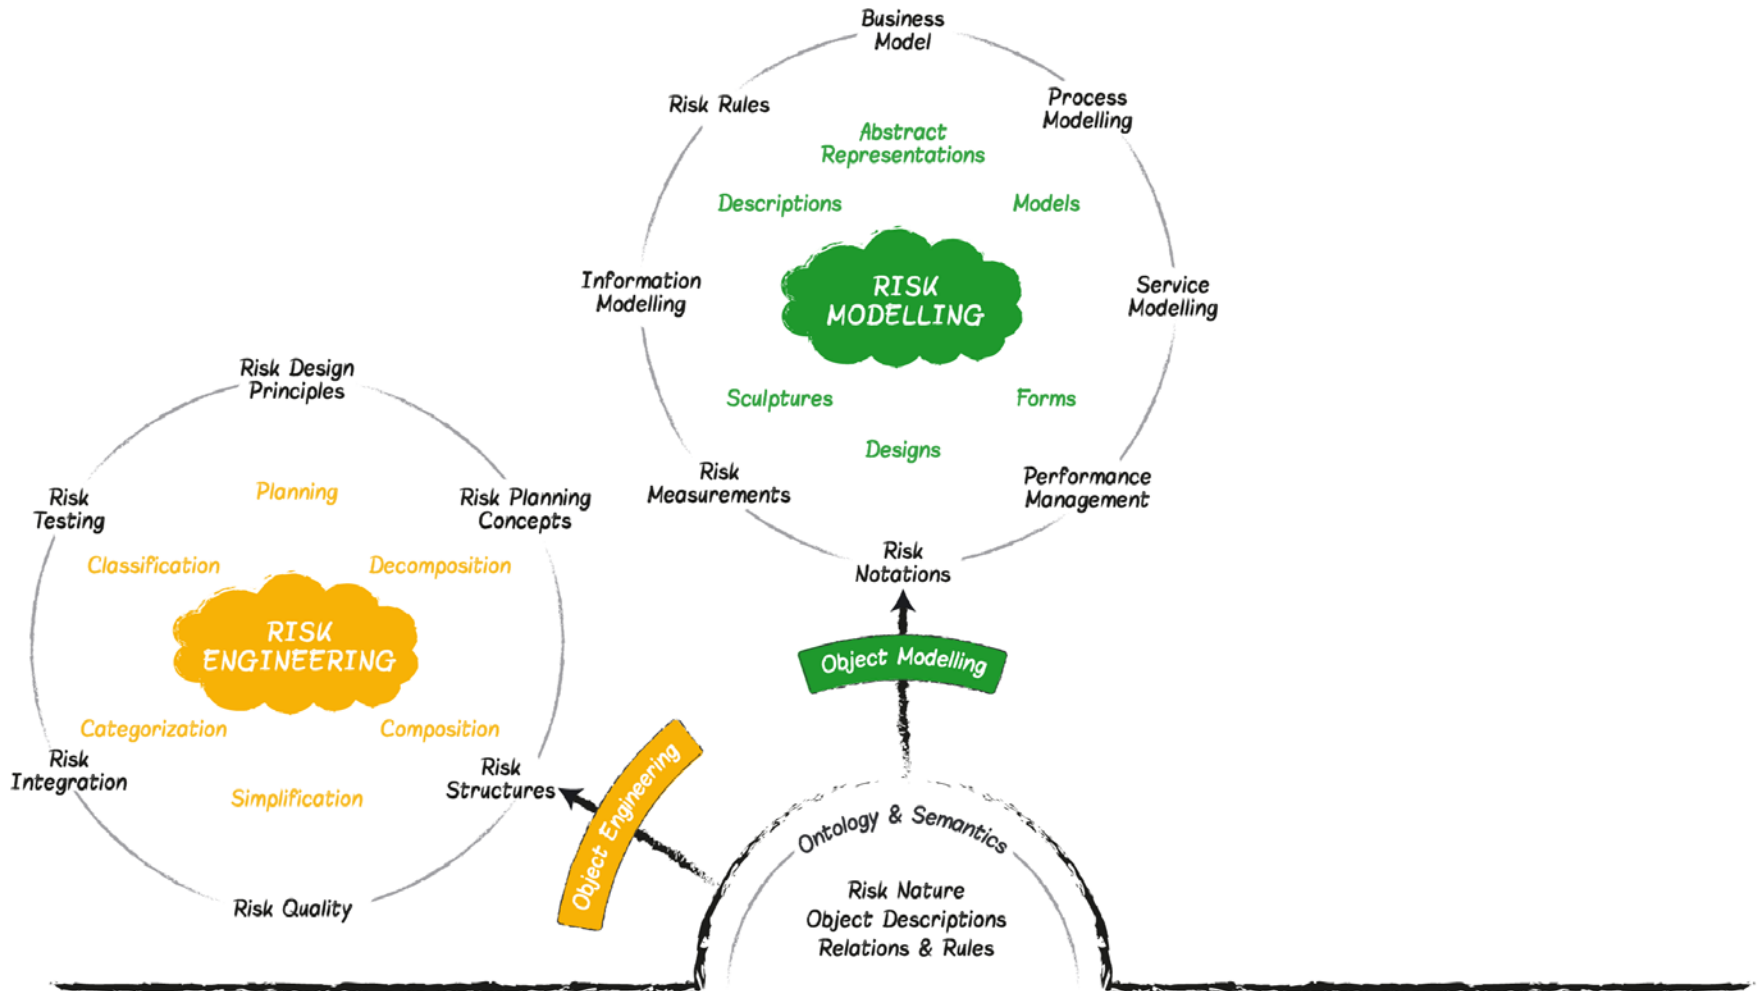 Business
Model
Process
Modelling
Service
Modelling
Performance
Management
Risk
Notations
Risk
Measurements
Information
Modelling
Risk Rules
Abstract
Representations
Models
Forms
Designs
Sculptures
Descriptions
RISK
MODELLING
Risk Design
Principles
Risk Planning
Concepts
Risk
Structures
Risk Quality
Risk
Integration
Risk
Testing
Planning
Decomposition
Composition
Simplification
Categorization
Classification
RISK
ENGINEERING
Object Engineering
Object Modelling
Ontology & Semantics
Risk Nature
Object Descriptions
Relations & Rules